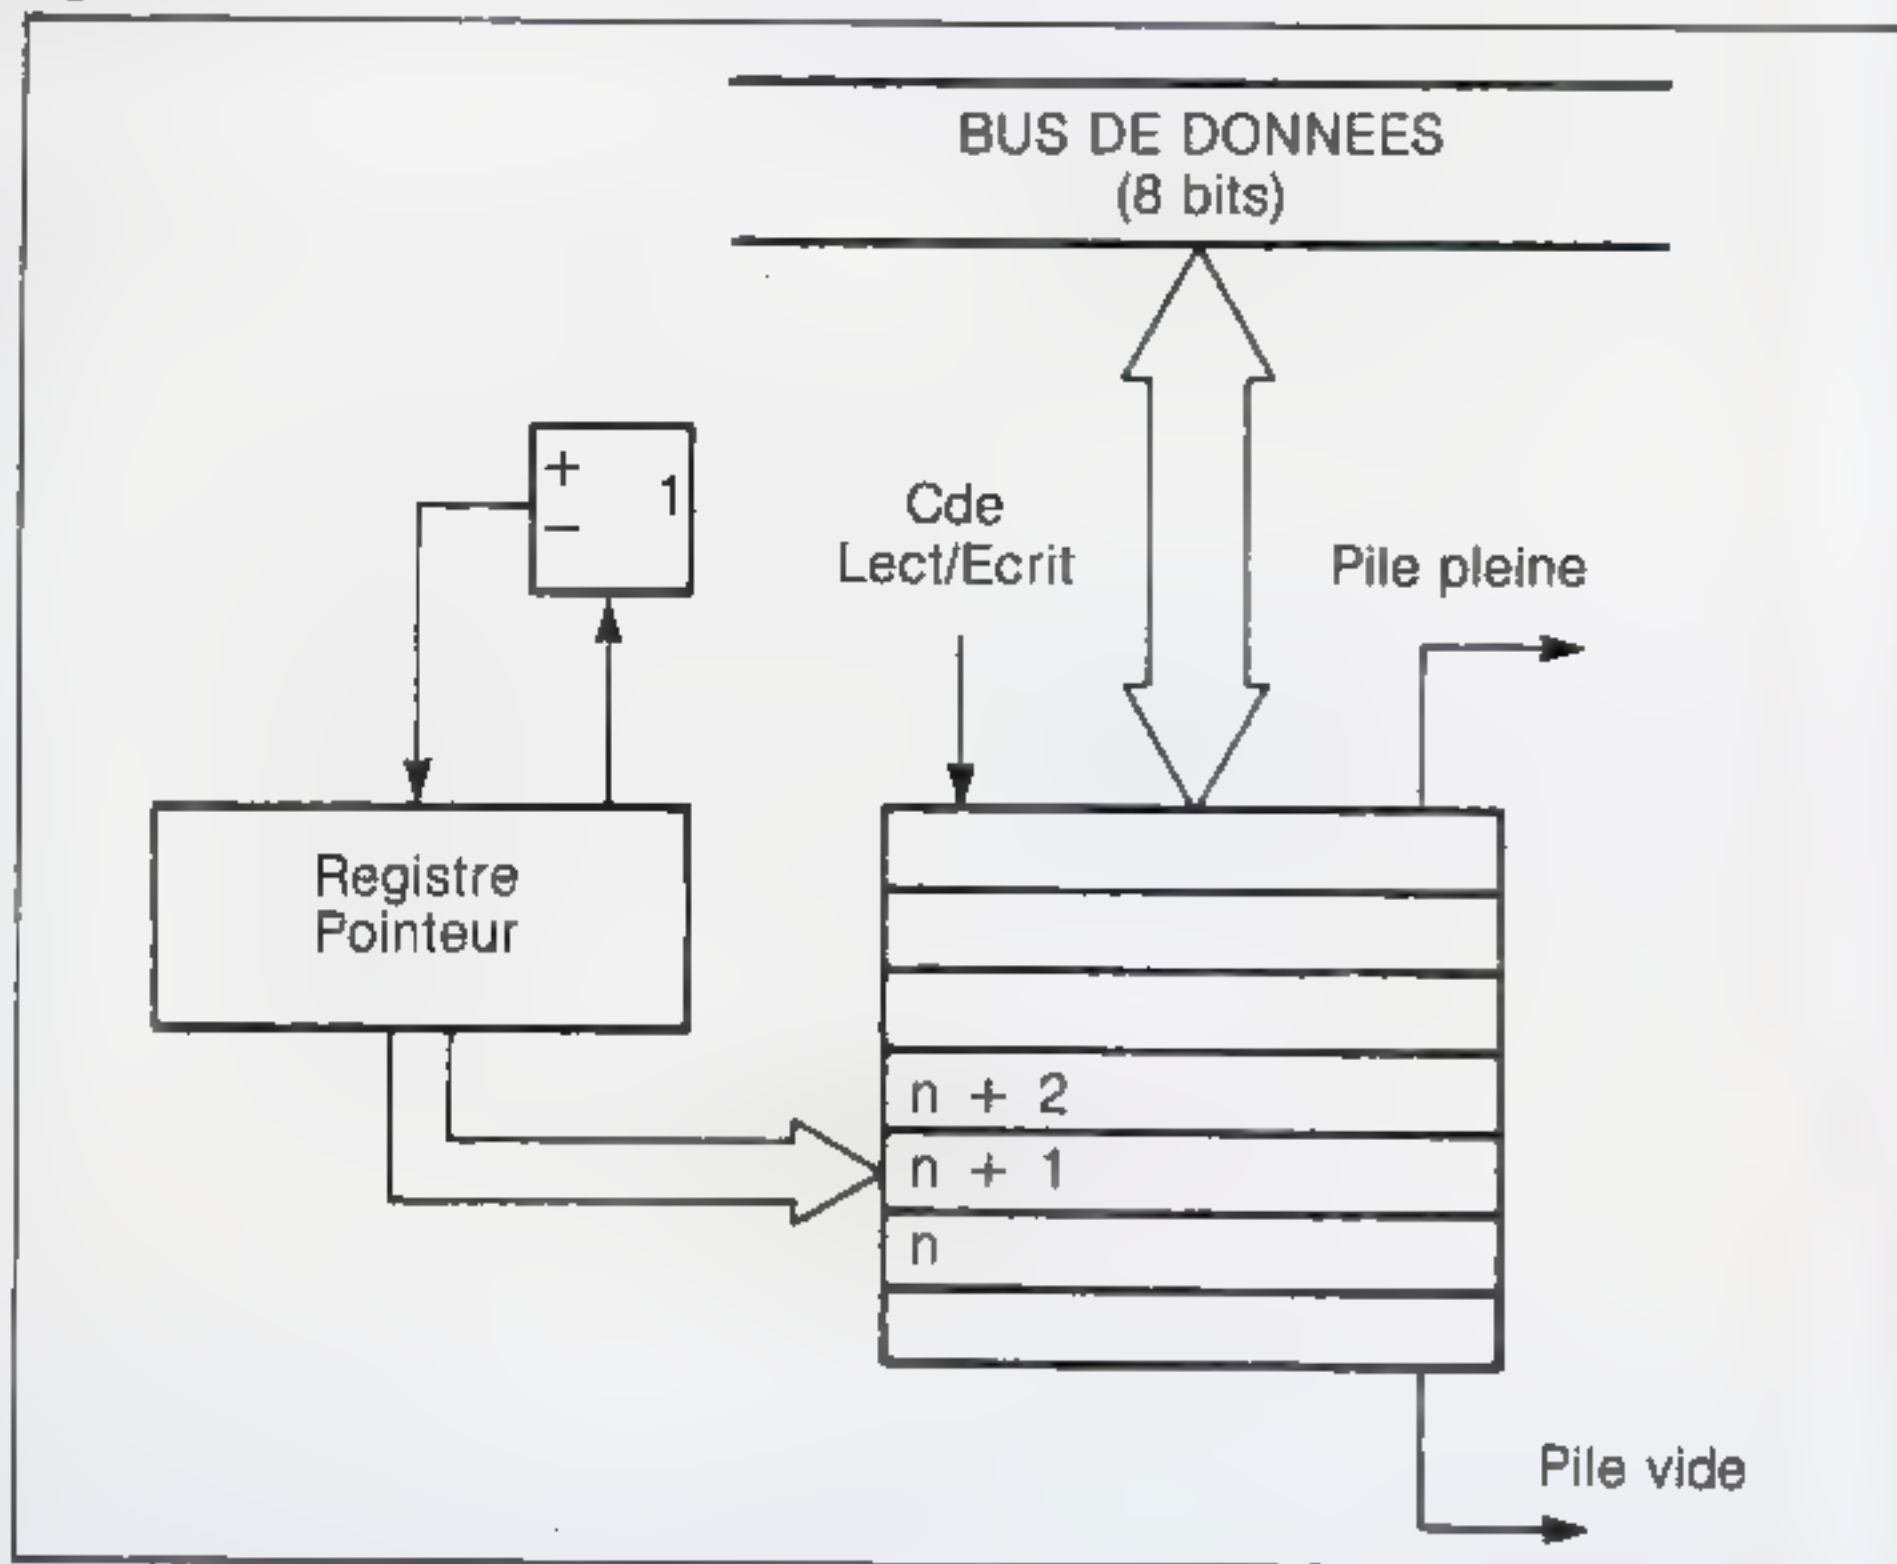 BUS DE DONNEES
(8 bits)
+
1
−
Cde
Lect/Ecrit
Pile pleine
Registre
Pointeur
n + 2
n + 1
n
Pile vide